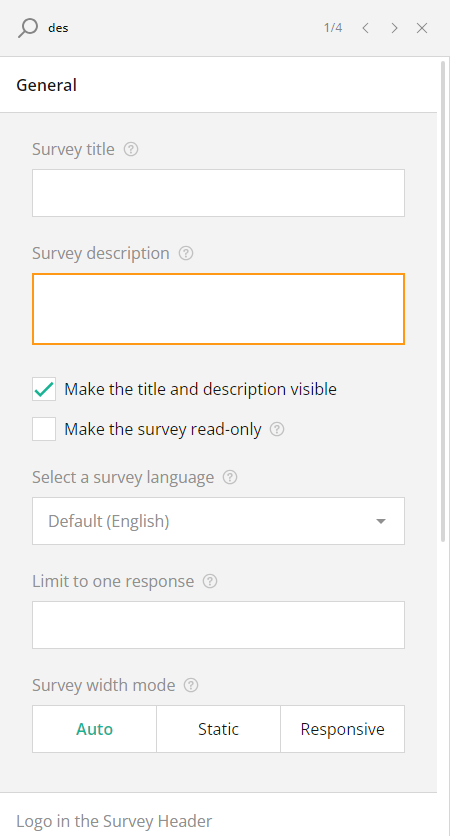 des 1/4
General
Survey title ?
Survey description ?
Make the title and description visible
Make the survey read-only ?
Select a survey language ?
Default (English)
Limit to one response ?
Survey width mode ?
Auto Static Responsive
Logo in the Survey Header